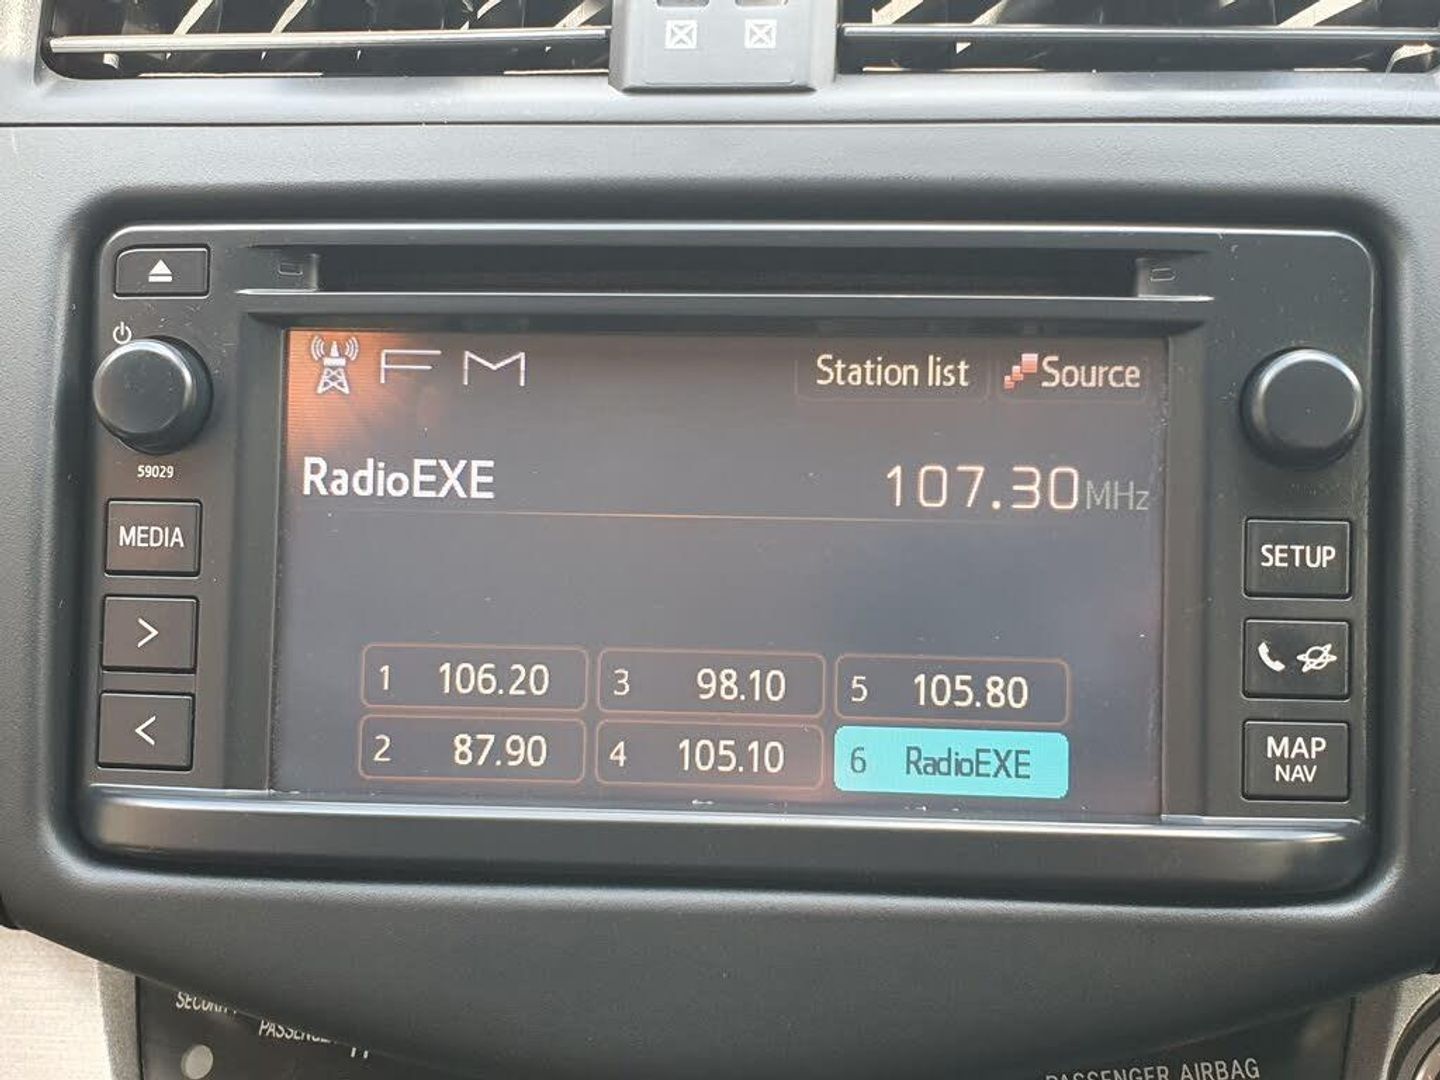 FM
Station list
Source
RadioEXE
107.30MHz
59029
MEDIA
SETUP
>
<
MAP
NAV
1 106.20
3 98.10
5 105.80
2 87.90
4 105.10
6 RadioEXE
PASSENGER AIRBAG